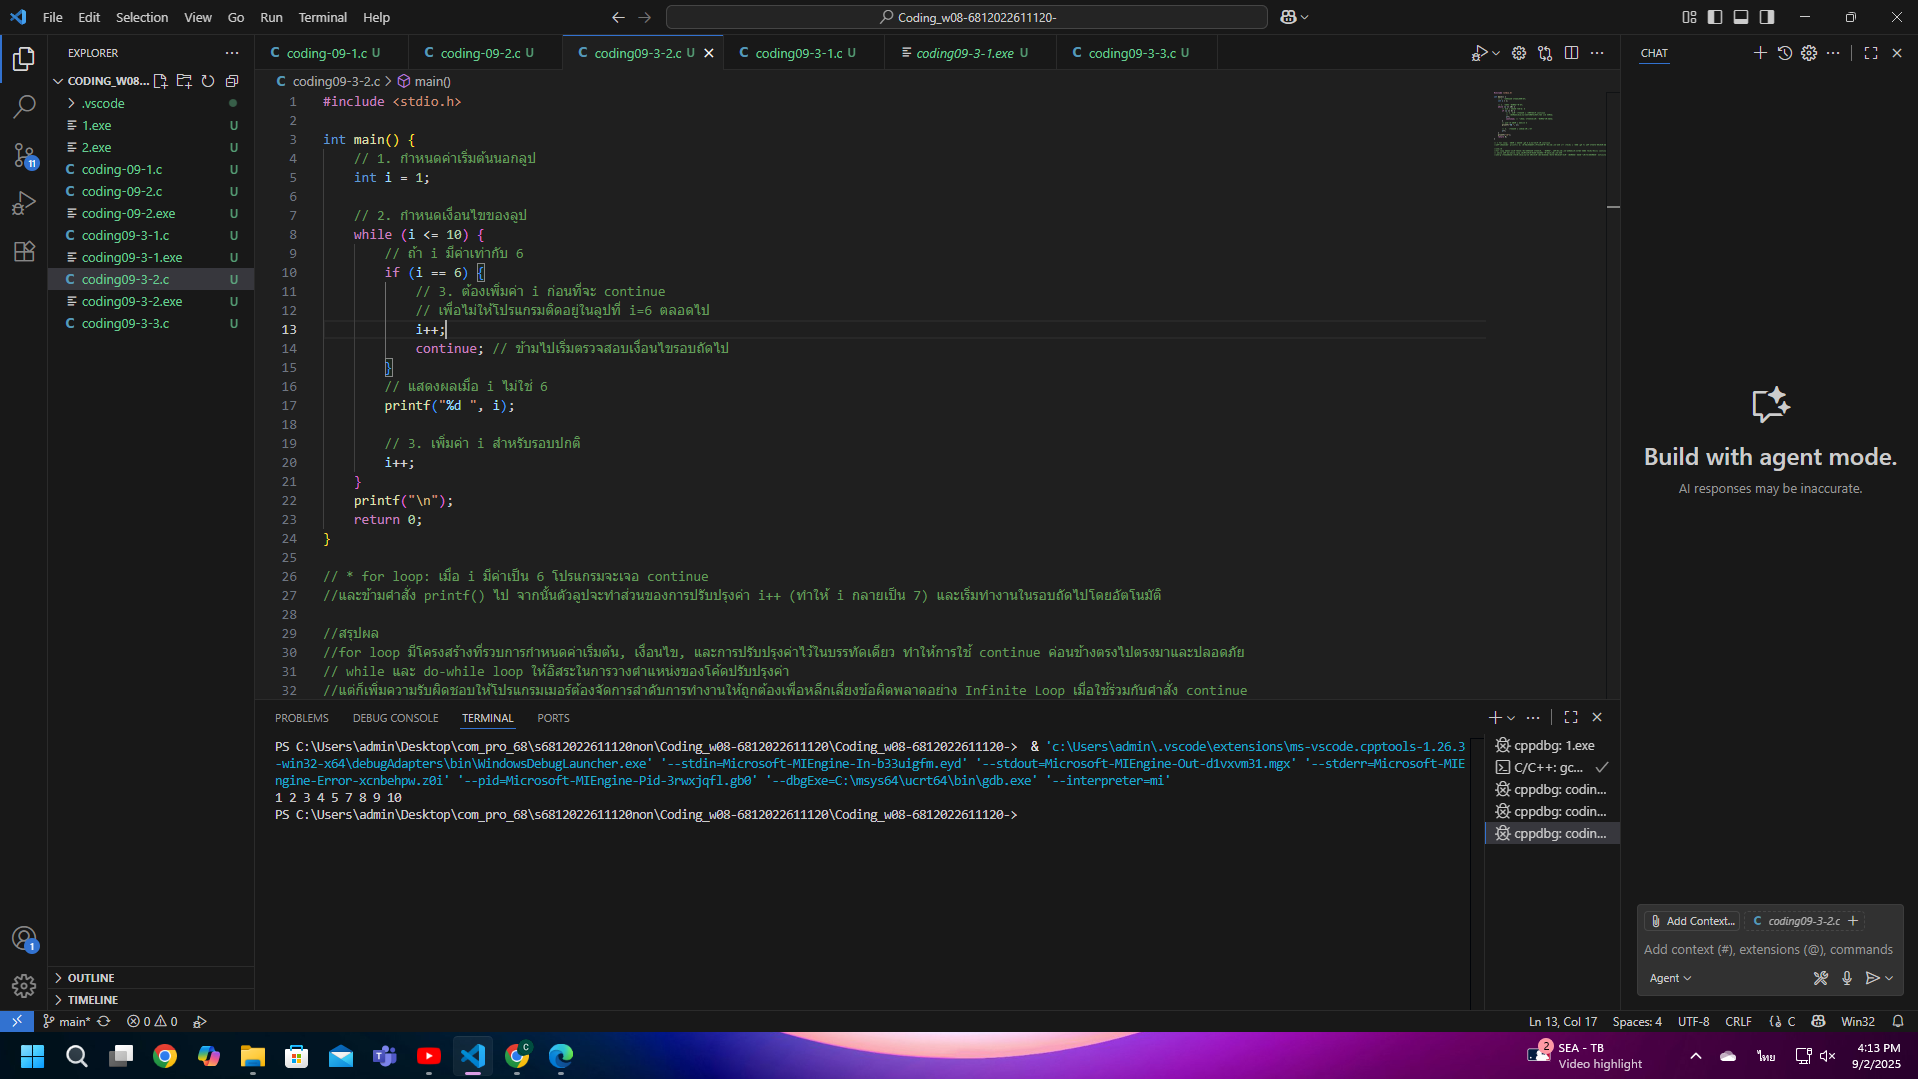 File Edit Selection View Go Run Terminal Help
Coding_w08-6812022611120-
EXPLORER
CODING_W08...
.vscode
1.exe U
2.exe U
coding-09-1.c U
coding-09-2.c U
coding-09-2.exe U
coding09-3-1.c U
coding09-3-1.exe U
coding09-3-2.c U
coding09-3-2.exe U
coding09-3-3.c U
OUTLINE
TIMELINE
11
1
coding-09-1.c U coding-09-2.c U coding09-3-2.c U coding09-3-1.c U coding09-3-1.exe U coding09-3-3.c U
coding09-3-2.c > main()
1 #include <stdio.h>
2
3 int main() {
4 // 1. กำหนดค่าเริ่มต้นนอกลูป
5 int i = 1;
6
7 // 2. กำหนดเงื่อนไขของลูป
8 while (i <= 10) {
9 // ถ้า i มีค่าเท่ากับ 6
10 if (i == 6) {
11 // 3. ต้องเพิ่มค่า i ก่อนที่จะ continue
12 // เพื่อไม่ให้โปรแกรมติดอยู่ในลูปที่ i=6 ตลอดไป
13 i++;
14 continue; // ข้ามไปเริ่มตรวจสอบเงื่อนไขรอบถัดไป
15 }
16 // แสดงผลเมื่อ i ไม่ใช่ 6
17 printf("%d ", i);
18
19 // 3. เพิ่มค่า i สำหรับรอบปกติ
20 i++;
21 }
22 printf("\n");
23 return 0;
24 }
25
26 // * for loop: เมื่อ i มีค่าเป็น 6 โปรแกรมจะเจอ continue
27 //และข้ามคำสั่ง printf() ไป จากนั้นตัวลูปจะทำส่วนของการปรับปรุงค่า i++ (ทำให้ i กลายเป็น 7) และเริ่มทำงานในรอบถัดไปโดยอัตโนมัติ
28
29 //สรุปผล
30 //for loop มีโครงสร้างที่รวบการกำหนดค่าเริ่มต้น, เงื่อนไข, และการปรับปรุงค่าไว้ในบรรทัดเดียว ทำให้การใช้ continue ค่อนข้างตรงไปตรงมาและปลอดภัย
31 // while และ do-while loop ให้อิสระในการวางตำแหน่งของโค้ดปรับปรุงค่า
32 //แต่ก็เพิ่มความรับผิดชอบให้โปรแกรมเมอร์ต้องจัดการลำดับการทำงานให้ถูกต้องเพื่อหลีกเลี่ยงข้อผิดพลาดอย่าง Infinite Loop เมื่อใช้ร่วมกับคำสั่ง continue
PROBLEMS DEBUG CONSOLE TERMINAL PORTS
PS C:\Users\admin\Desktop\com_pro_68\s6812022611120non\Coding_w08-6812022611120\Coding_w08-6812022611120-> & 'c:\Users\admin\.vscode\extensions\ms-vscode.cpptools-1.26.3
-win32-x64\debugAdapters\bin\WindowsDebugLauncher.exe' '--stdin=Microsoft-MIEngine-In-b33uigfm.eyd' '--stdout=Microsoft-MIEngine-Out-d1vxvm31.mgx' '--stderr=Microsoft-MIE
ngine-Error-xcnbehpw.z0i' '--pid=Microsoft-MIEngine-Pid-3rwxjqfl.gb0' '--dbgExe=C:\msys64\ucrt64\bin\gdb.exe' '--interpreter=mi'
1 2 3 4 5 7 8 9 10
PS C:\Users\admin\Desktop\com_pro_68\s6812022611120non\Coding_w08-6812022611120\Coding_w08-6812022611120->
cppdbg: 1.exe
C/C++: gc...
cppdbg: codin...
cppdbg: codin...
cppdbg: codin...
CHAT
Build with agent mode.
AI responses may be inaccurate.
Add Context... coding09-3-2.c
Add context (#), extensions (@), commands
Agent
main* 0 0
Ln 13, Col 17 Spaces: 4 UTF-8 CRLF C Win32
C
2
SEA - TB
Video highlight
ไทย
4:13 PM
9/2/2025